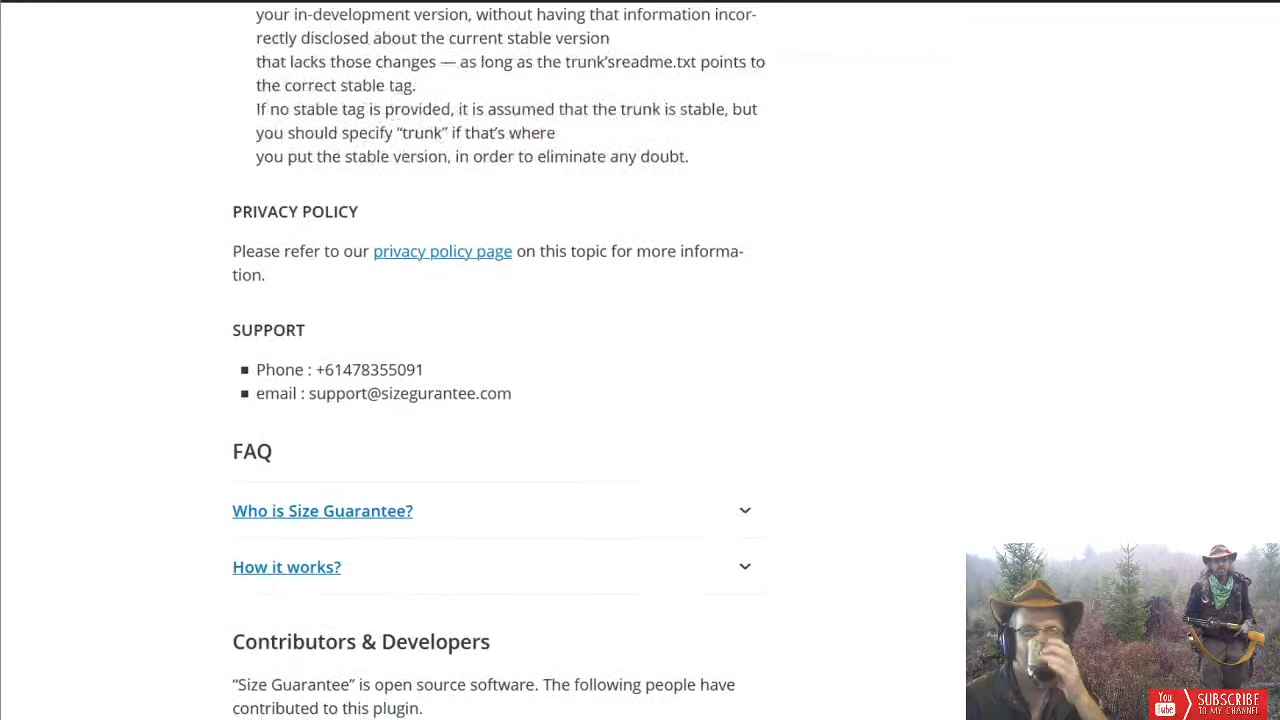 your in-development version, without having that information incor-
rectly disclosed about the current stable version
that lacks those changes — as long as the trunk'sreadme.txt points to
the correct stable tag.
If no stable tag is provided, it is assumed that the trunk is stable, but
you should specify “trunk” if that’s where
you put the stable version, in order to eliminate any doubt.
PRIVACY POLICY
Please refer to our privacy policy page on this topic for more informa-
tion.
SUPPORT
Phone : +61478355091
email : support@sizegurantee.com
FAQ
Who is Size Guarantee?
How it works?
Contributors & Developers
“Size Guarantee” is open source software. The following people have
contributed to this plugin.
You
Tube
SUBSCRIBE
TO MY CHANNEL